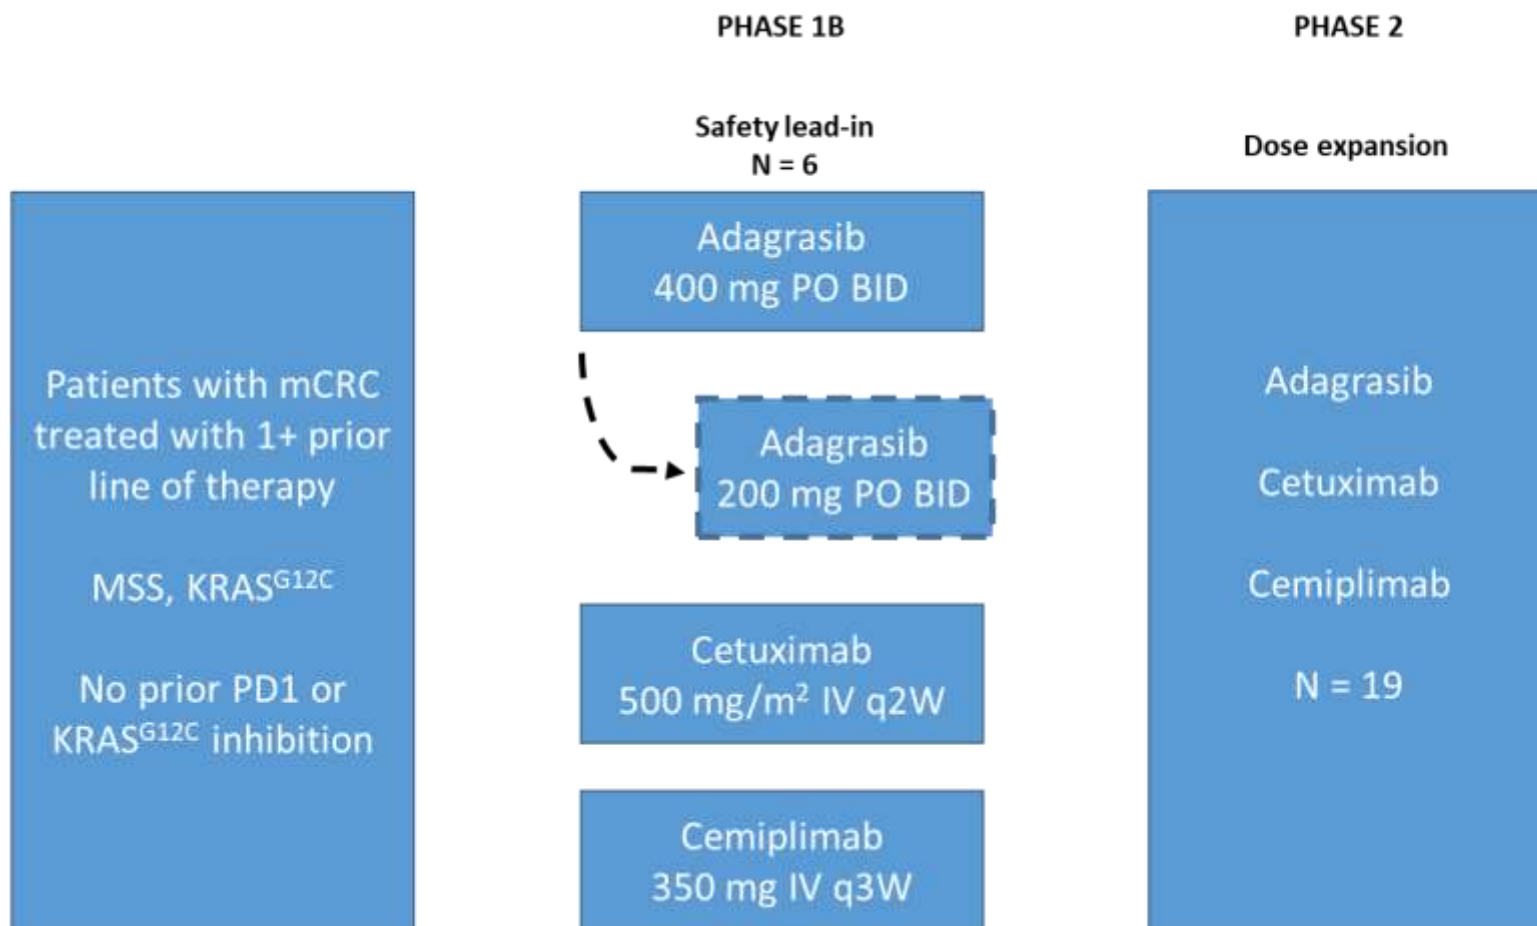 PHASE 1B
PHASE 2
Safety lead-in
N = 6
Dose expansion
Patients with mCRC
treated with 1+ prior
line of therapy
MSS, KRASᴳ¹²ᶜ
No prior PD1 or
KRASᴳ¹²ᶜ inhibition
Adagrasib
400 mg PO BID
Adagrasib
200 mg PO BID
Cetuximab
500 mg/m² IV q2W
Cemiplimab
350 mg IV q3W
Adagrasib
Cetuximab
Cemiplimab
N = 19